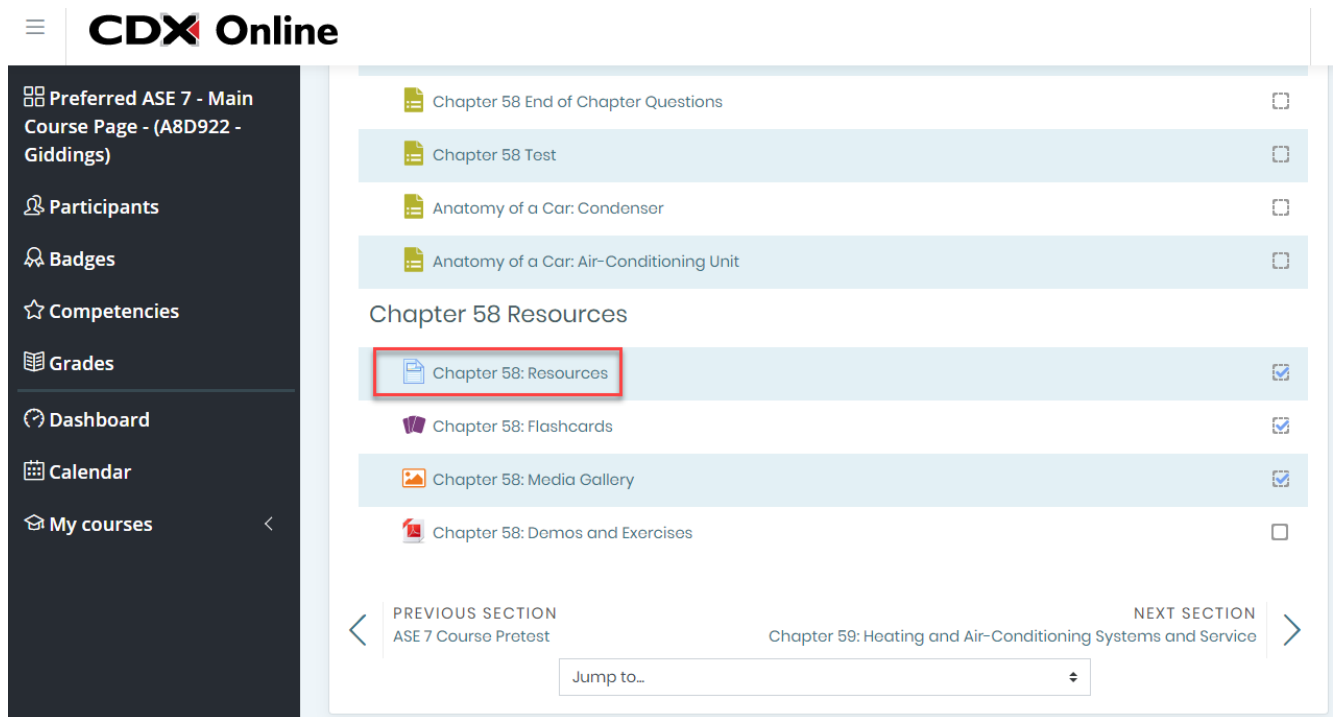 CDX Online
Preferred ASE 7 - Main
Course Page - (A8D922 -
Giddings)
Participants
Badges
Competencies
Grades
Dashboard
Calendar
My courses
Chapter 58 End of Chapter Questions
Chapter 58 Test
Anatomy of a Car: Condenser
Anatomy of a Car: Air-Conditioning Unit
Chapter 58 Resources
Chapter 58: Resources
Chapter 58: Flashcards
Chapter 58: Media Gallery
Chapter 58: Demos and Exercises
PREVIOUS SECTION
ASE 7 Course Pretest
NEXT SECTION
Chapter 59: Heating and Air-Conditioning Systems and Service
Jump to...